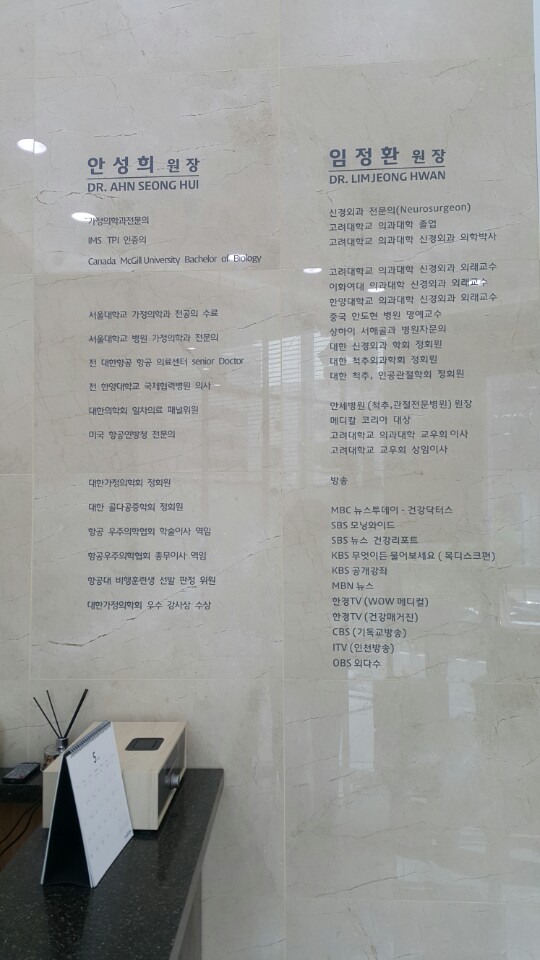 안성희 원장
DR. AHN SEONG HUI
가정의학과전문의
IMS TPI 인증의
Canada McGill University Bachelor of Biology
서울대학교 가정의학과 전공의 수료
서울대학교 병원 가정의학과 전문의
전 대한항공 항공 의료센터 senior Doctor
전 한양대학교 국제협력병원 의사
대한의학회 일차의료 패널위원
미국 항공연방청 전문의
대한가정의학회 정회원
대한 골다공증학회 정회원
항공 우주의학협회 학술이사 역임
항공우주의학협회 총무이사 역임
항공대 비행훈련생 선발 판정 위원
대한가정의학회 우수 강사상 수상
임정환 원장
DR. LIM JEONG HWAN
신경외과 전문의(Neurosurgeon)
고려대학교 의과대학 졸업
고려대학교 의과대학 신경외과 의학박사
고려대학교 의과대학 신경외과 외래교수
이화여대 의과대학 신경외과 외래교수
한양대학교 의과대학 신경외과 외래교수
중국 안도현 병원 명예교수
상하이 서해골과 병원자문의
대한 신경외과 학회 정회원
대한 척추외과학회 정회원
대한 척추, 인공관절학회 정회원
안세병원 (척추,관절전문병원) 원장
메디컬 코리아 대상
고려대학교 의과대학 교우회 이사
고려대학교 교우회 상임이사
방송
MBC 뉴스투데이 - 건강닥터스
SBS 모닝와이드
SBS 뉴스 건강리포트
KBS 무엇이든 물어보세요 ( 목디스크편)
KBS 공개강좌
MBN 뉴스
한경TV (WOW 메디컬)
한경TV (건강매거진)
CBS (기독교방송)
ITV (인천방송)
OBS 외다수
5